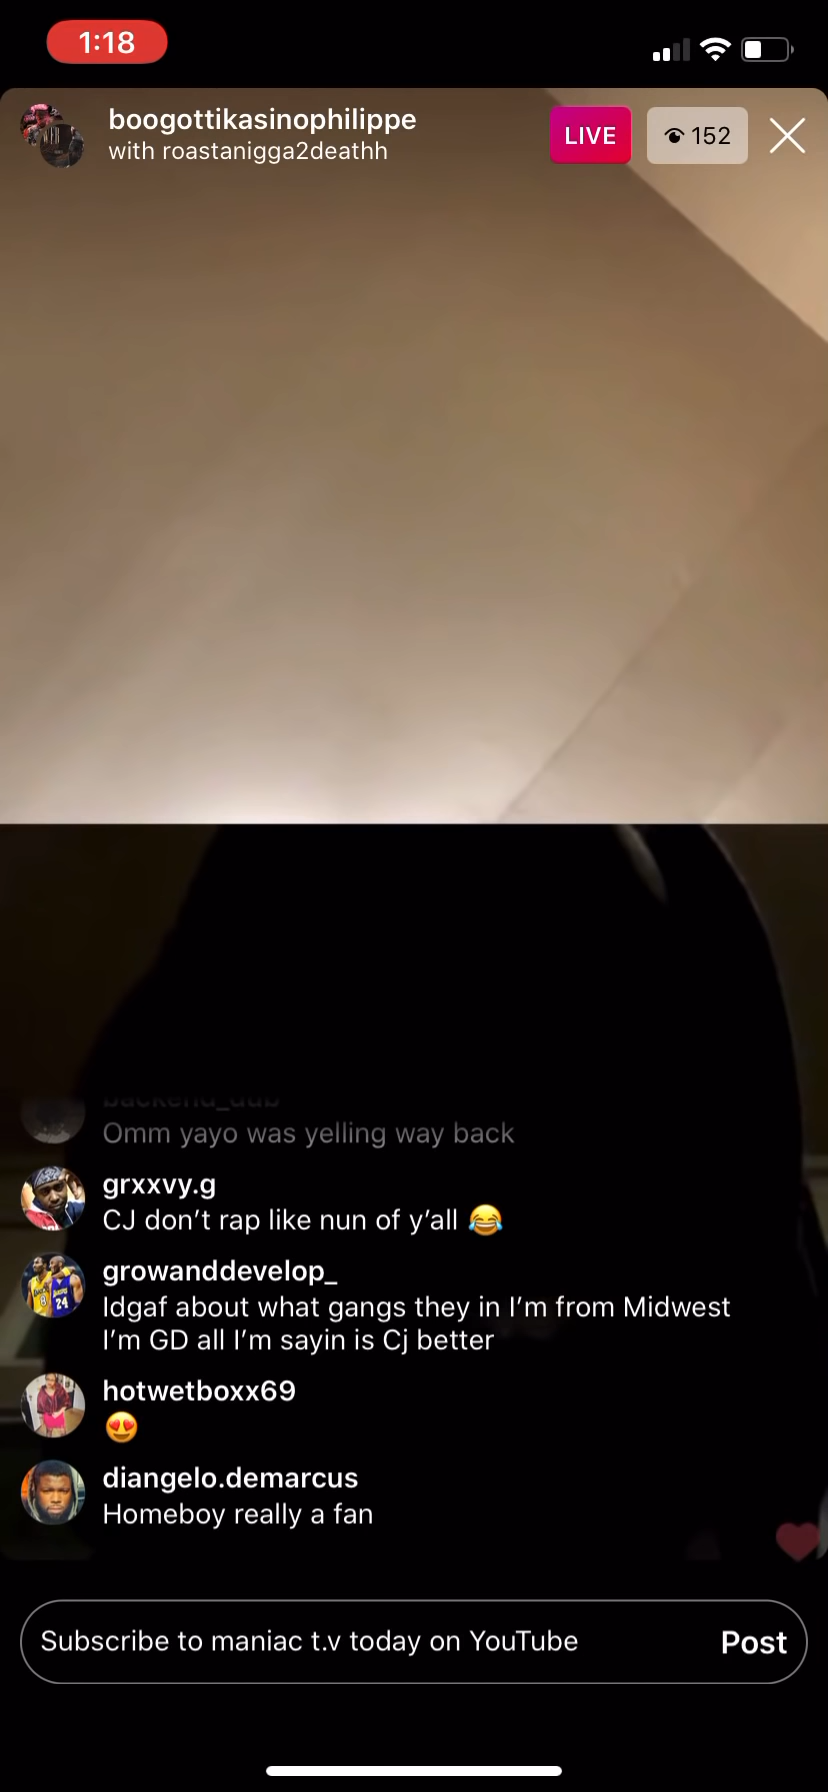 1:18
boogottikasinophilippe
with roastanigga2deathh
LIVE
152
backend_dub
Omm yayo was yelling way back
grxxvy.g
CJ don't rap like nun of y'all 😂
growanddevelop_
Idgaf about what gangs they in I'm from Midwest
I'm GD all I'm sayin is Cj better
hotwetboxx69
😍
diangelo.demarcus
Homeboy really a fan
Subscribe to maniac t.v today on YouTube
Post